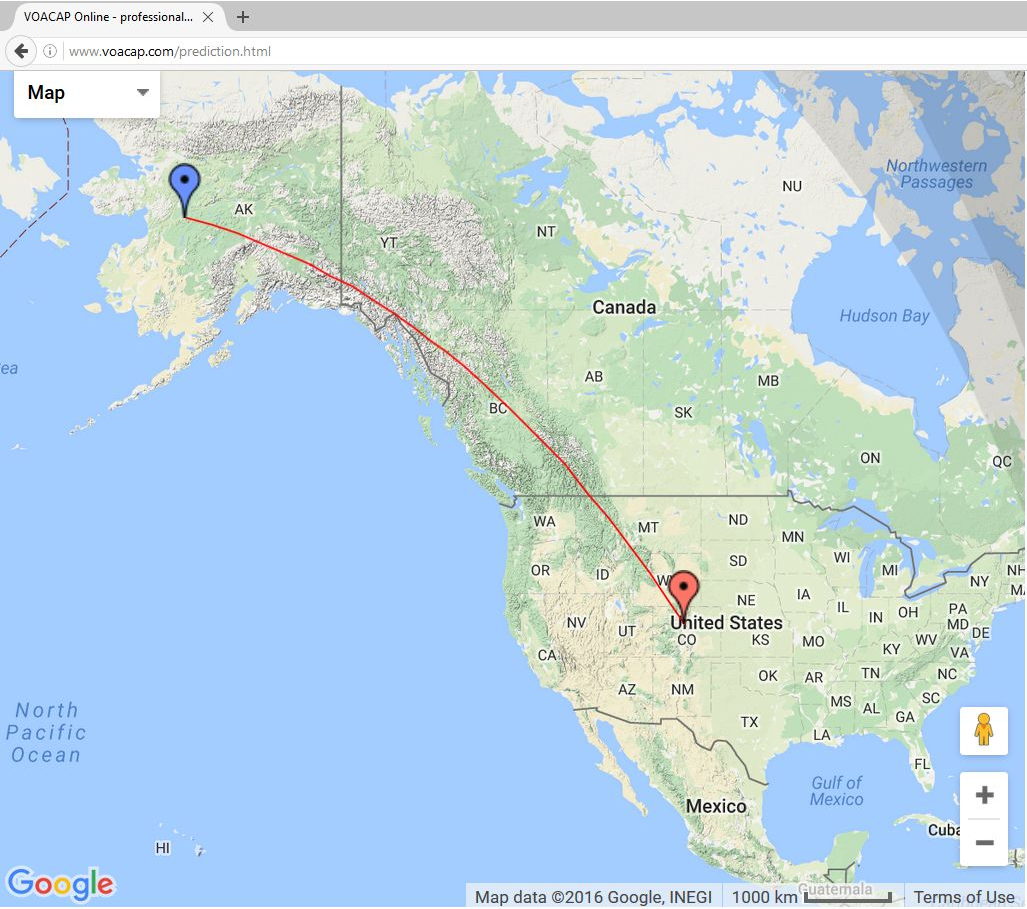 VOACAP Online - professional...
www.voacap.com/prediction.html
Map
Northwestern
Passages
NU
AK
NT
YT
Canada
Hudson Bay
ea
AB
MB
SK
BC
ON
QC
WA
MT
ND
MN
OR
ID
SD
WI
MI
NY
NH
MA
NE
IA
IL
IN
OH
PA
NV
UT
United States
MD
DE
CO
KS
MO
WV
KY
VA
CA
OK
AR
TN
NC
AZ
NM
MS
AL
SC
GA
TX
LA
FL
North
Pacific
Ocean
Gulf of
Mexico
Mexico
Cuba
HI
Guatemala
Google
Map data ©2016 Google, INEGI
1000 km
Terms of Use